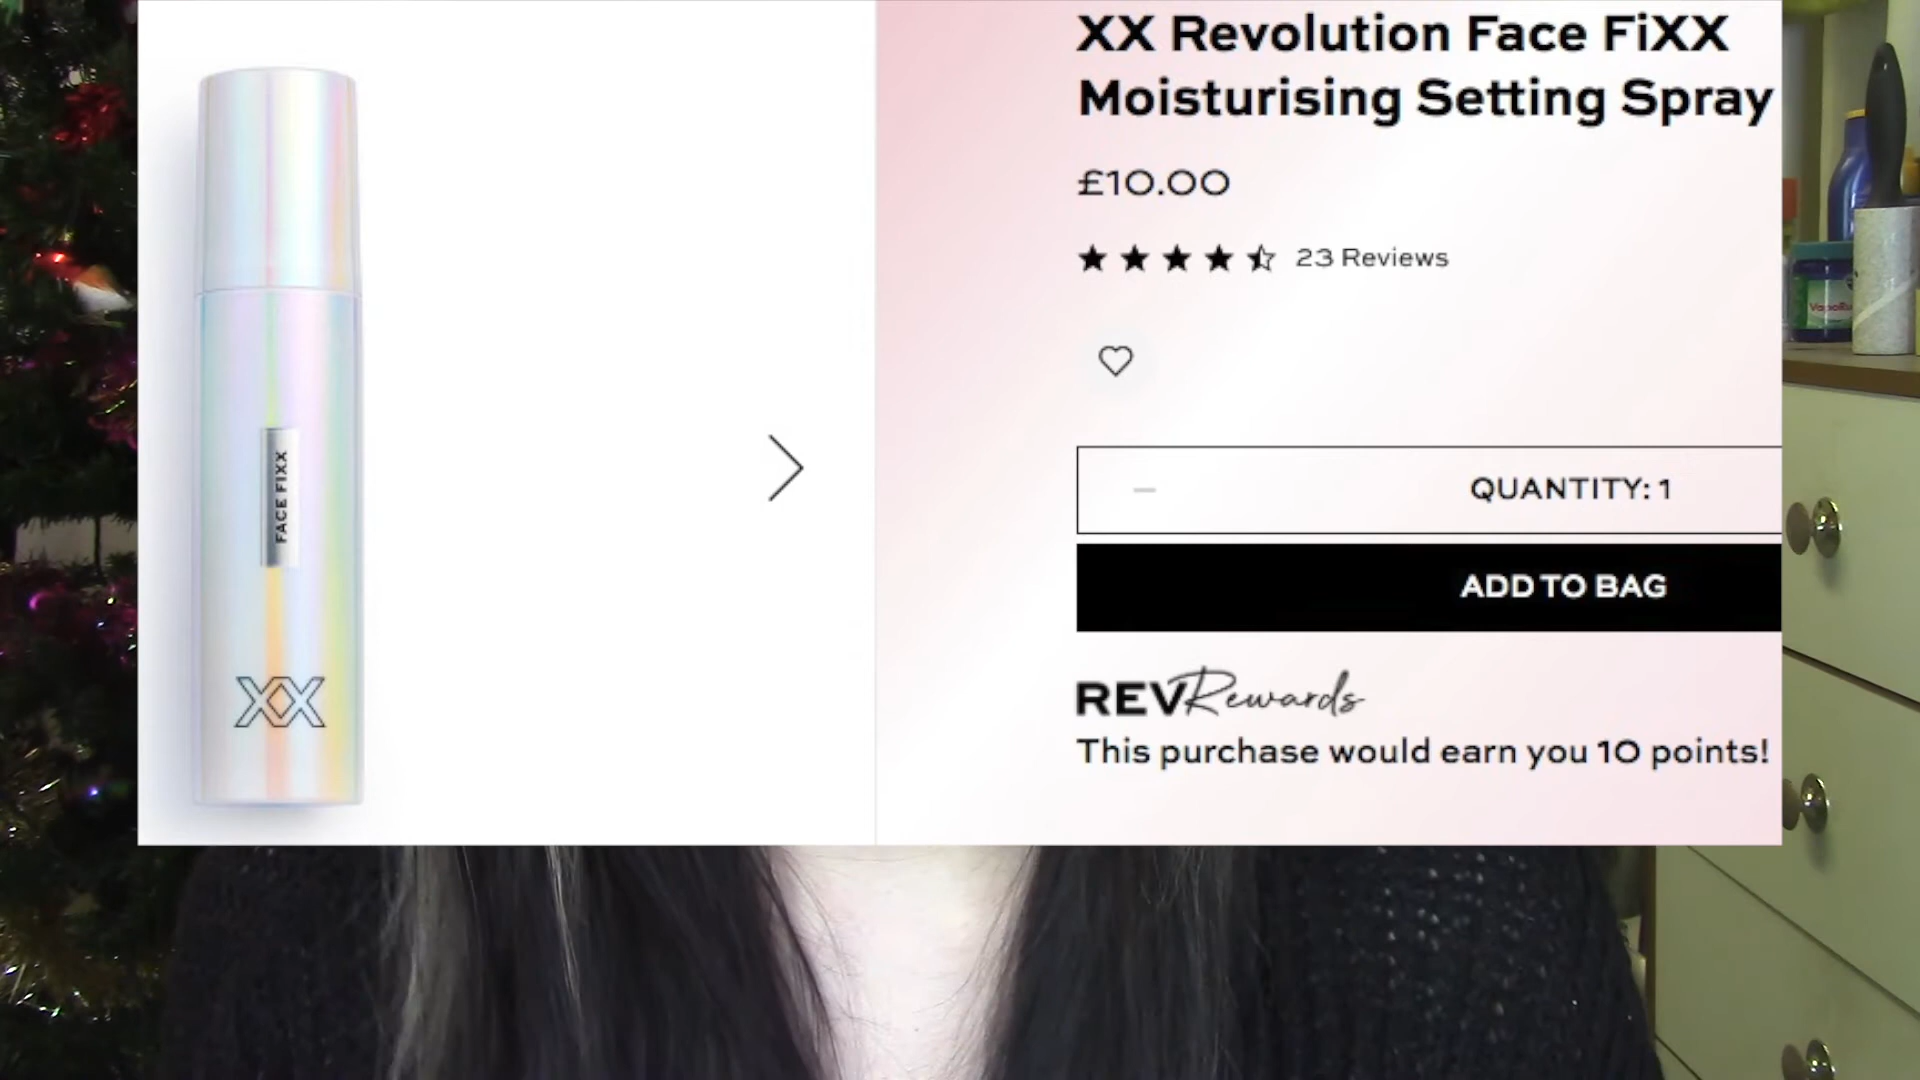 XX Revolution Face FiXX
Moisturising Setting Spray
£10.00
23 Reviews
QUANTITY: 1
ADD TO BAG
REVRewards
This purchase would earn you 10 points!
FACE FIXX
XX